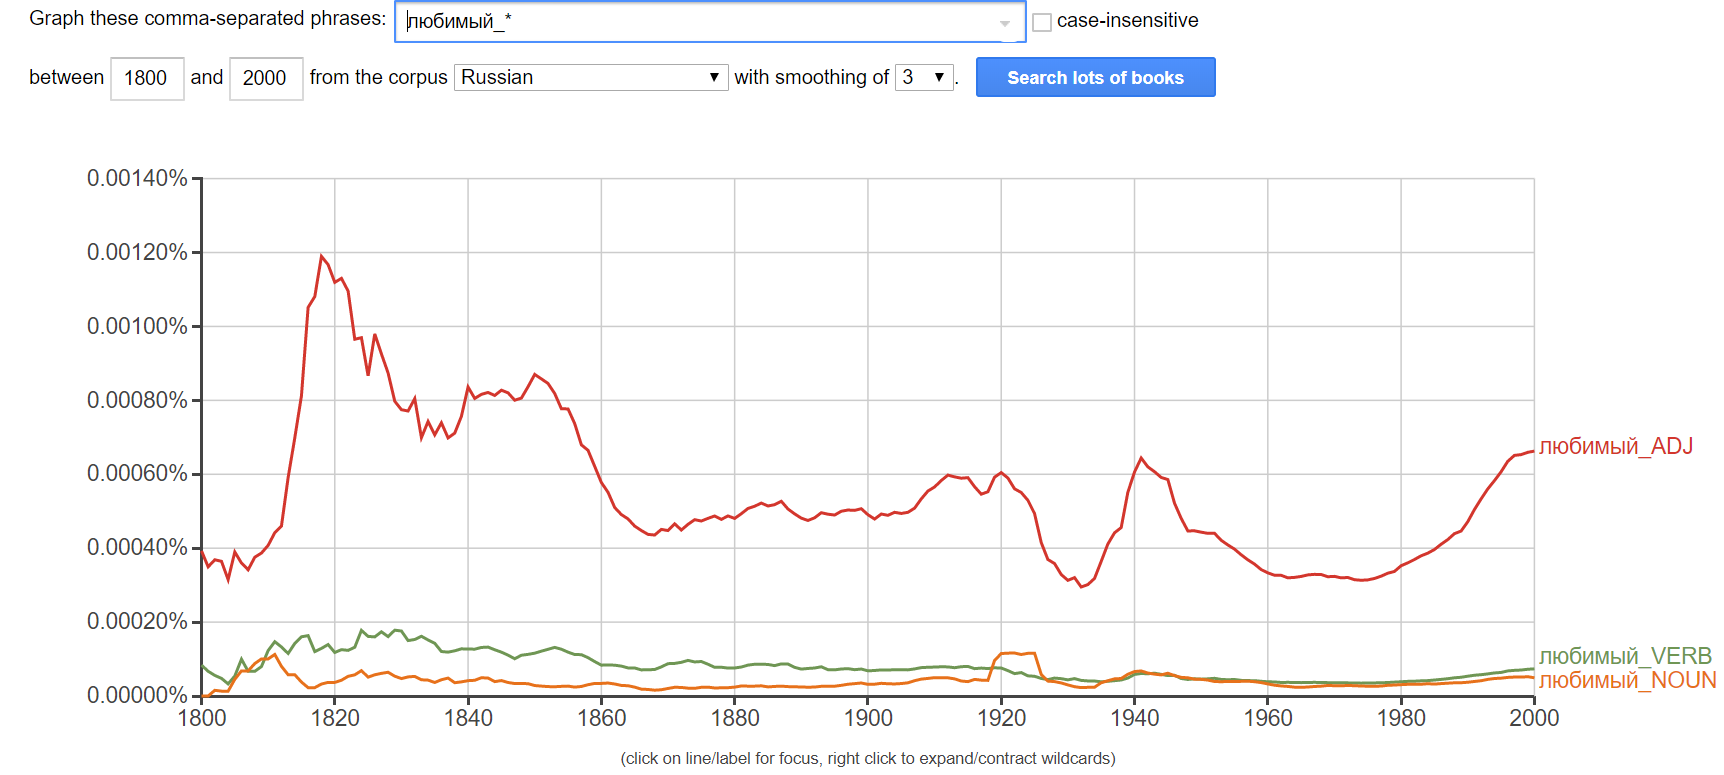 Graph these comma-separated phrases: любимый_* case-insensitive
between 1800 and 2000 from the corpus Russian with smoothing of 3 . Search lots of books
0.00140%
0.00120%
0.00100%
0.00080%
0.00060%
0.00040%
0.00020%
0.00000%
любимый_ADJ
любимый_VERB
любимый_NOUN
1800 1820 1840 1860 1880 1900 1920 1940 1960 1980 2000
(click on line/label for focus, right click to expand/contract wildcards)